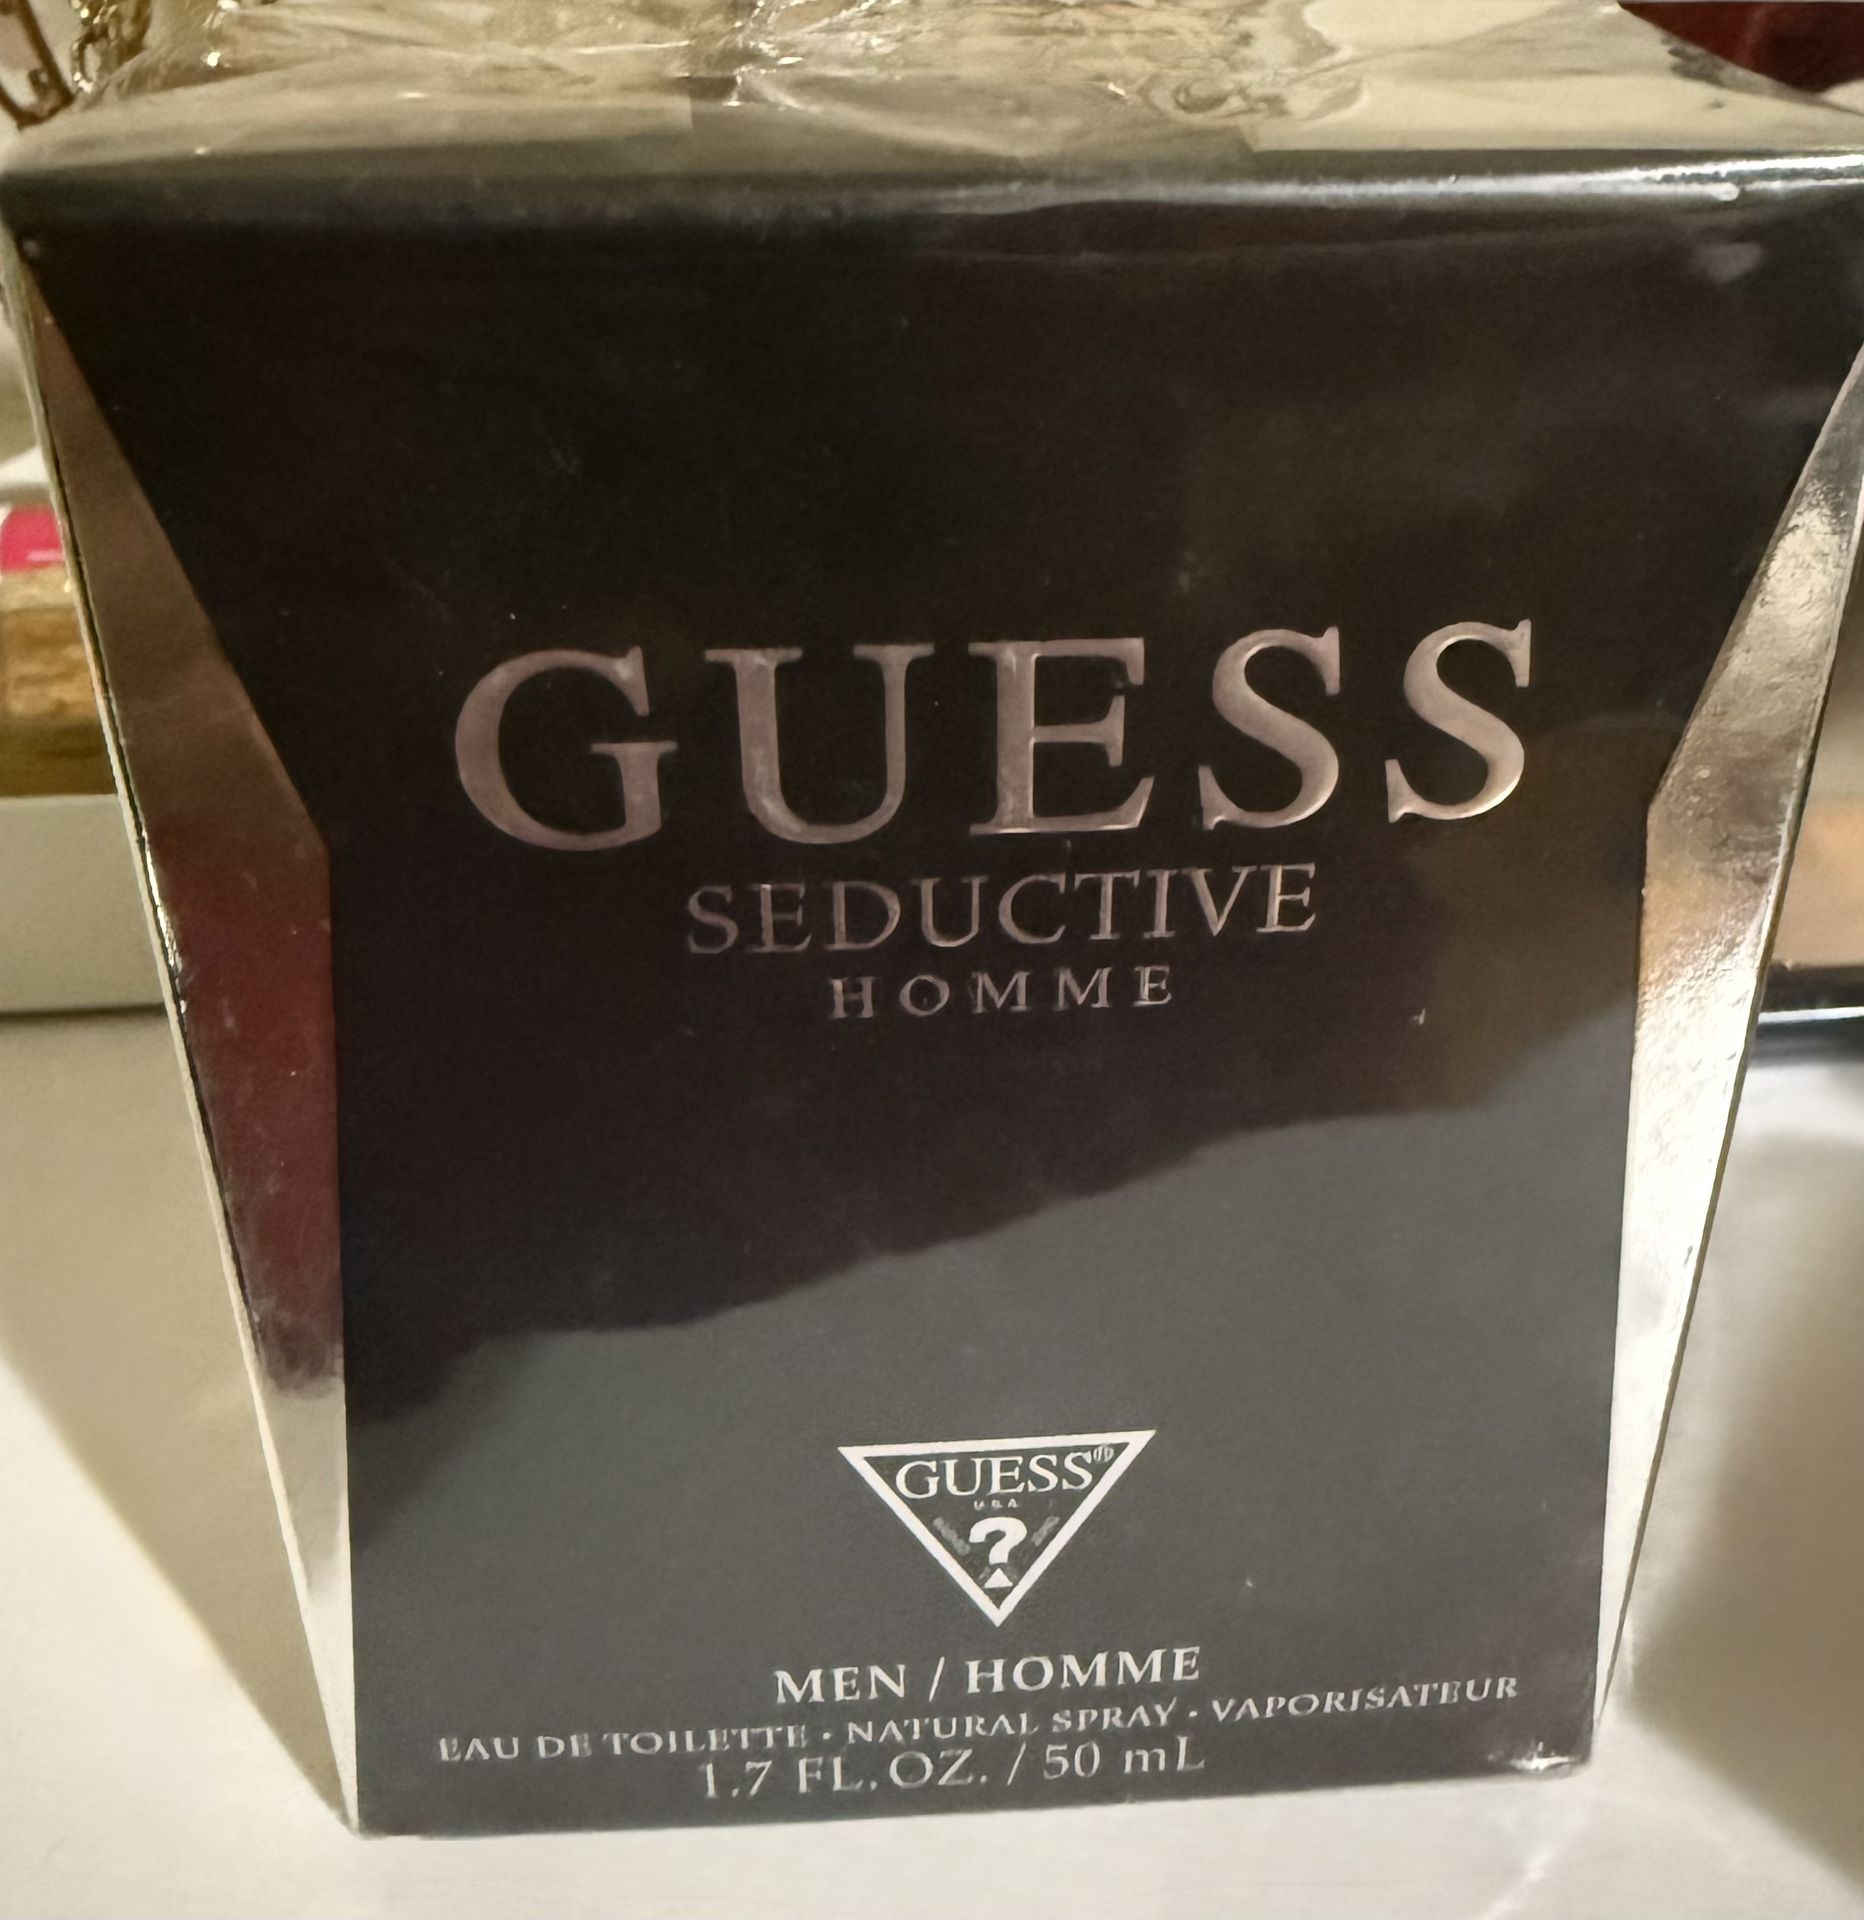 GUESS
SEDUCTIVE
HOMME
GUESS®
U.S.A.
?
MEN / HOMME
EAU DE TOILETTE • NATURAL SPRAY • VAPORISATEUR
1.7 FL.OZ. / 50 mL